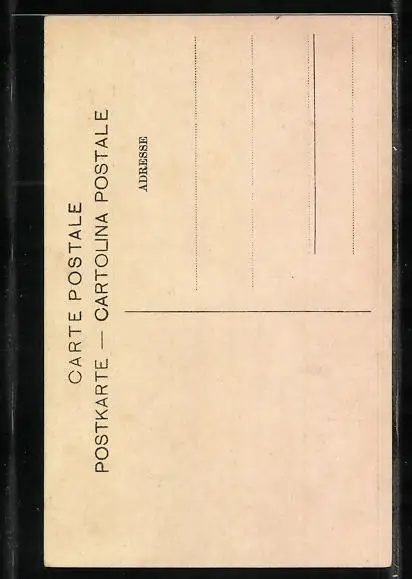 CARTE POSTALE
POSTKARTE — CARTOLINA POSTALE
ADRESSE